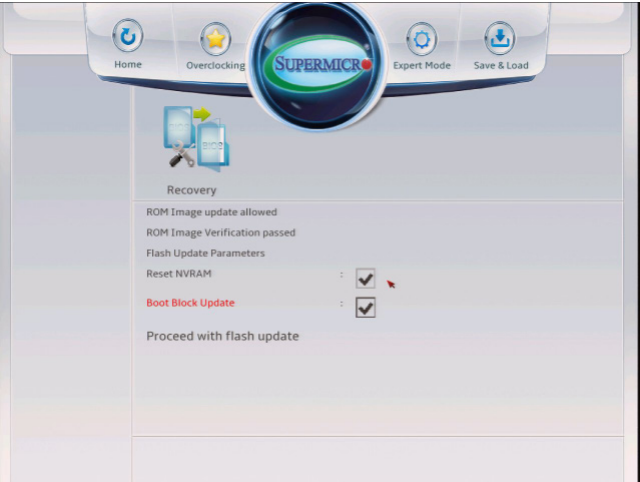 Home
Overclocking
SUPERMICR
Expert Mode
Save & Load
BIOS
Recovery
ROM Image update allowed
ROM Image Verification passed
Flash Update Parameters
Reset NVRAM :
Boot Block Update :
Proceed with flash update